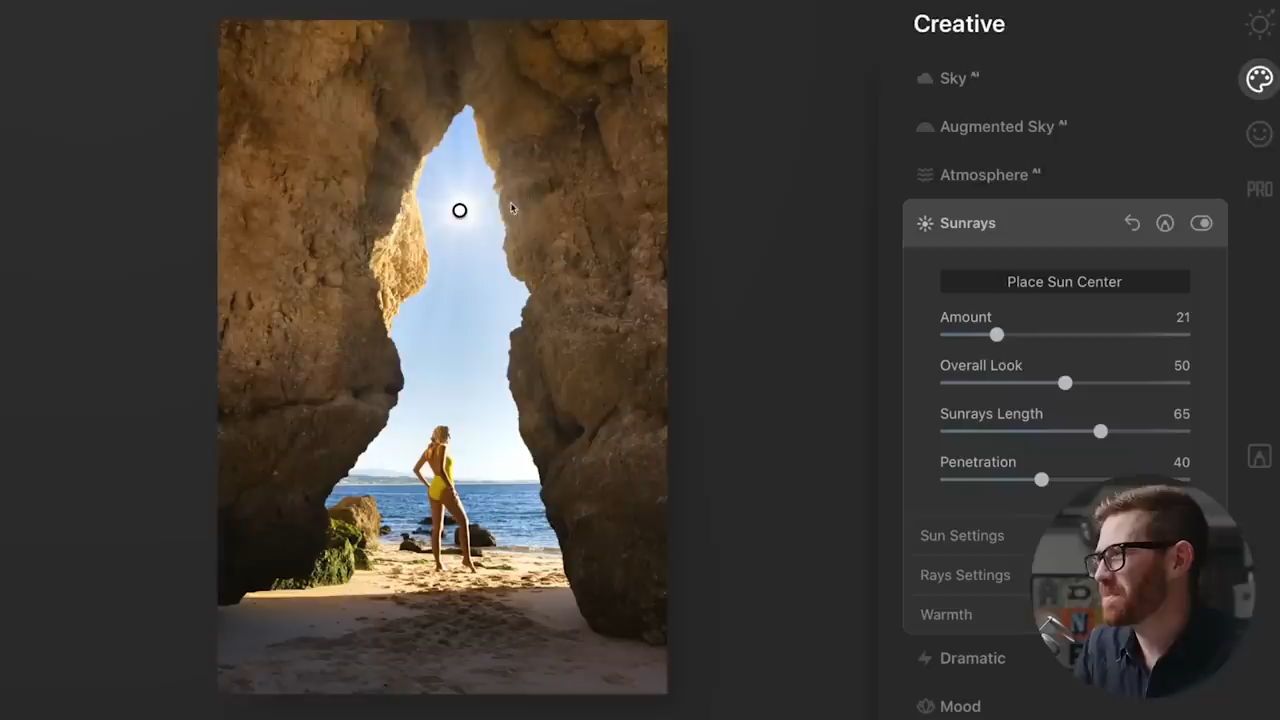 Creative
Sky AI
Augmented Sky AI
Atmosphere AI
PRO
Sunrays
Place Sun Center
Amount 21
Overall Look 50
Sunrays Length 65
Penetration 40
Sun Settings
Rays Settings
Warmth
Dramatic
Mood